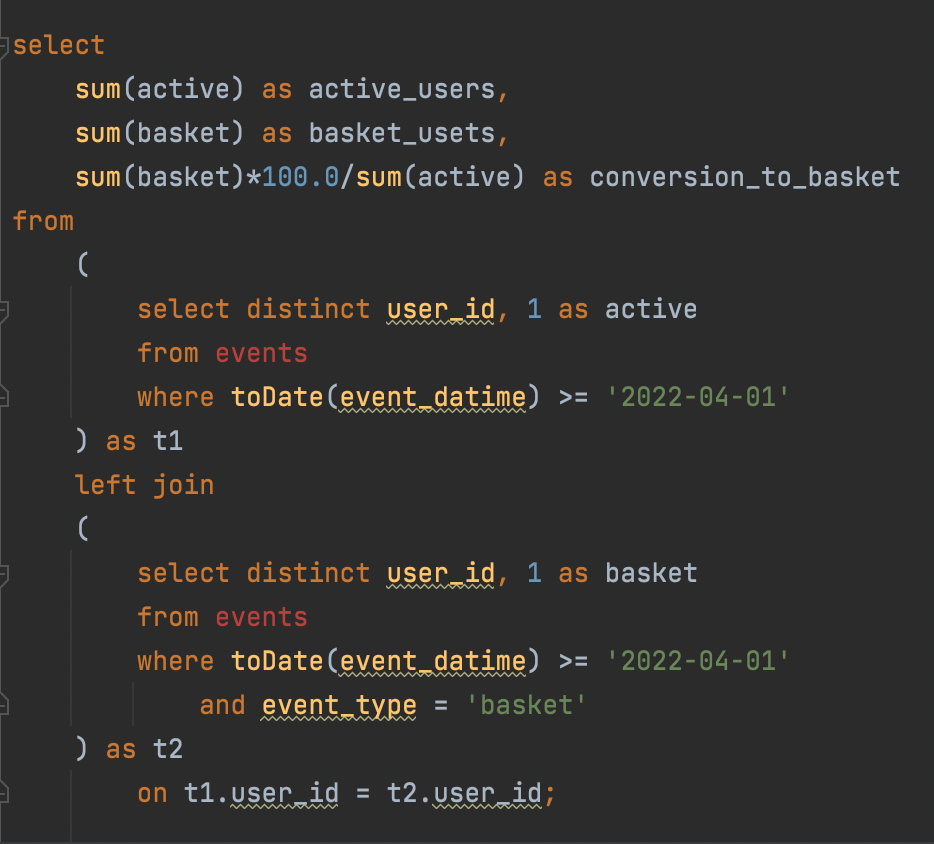 select
    sum(active) as active_users,
    sum(basket) as basket_usets,
    sum(basket)*100.0/sum(active) as conversion_to_basket
from
    (
        select distinct user_id, 1 as active
        from events
        where toDate(event_datime) >= '2022-04-01'
    ) as t1
    left join
    (
        select distinct user_id, 1 as basket
        from events
        where toDate(event_datime) >= '2022-04-01'
            and event_type = 'basket'
    ) as t2
        on t1.user_id = t2.user_id;